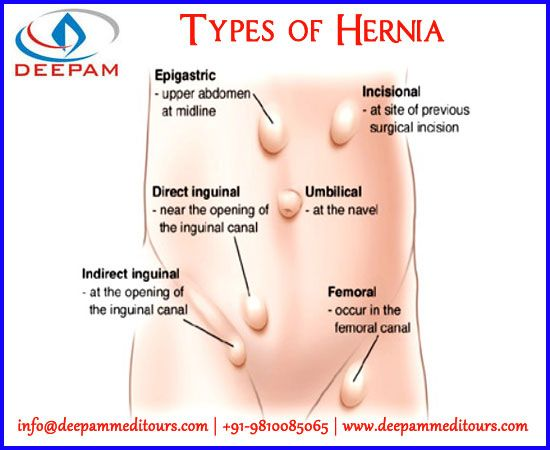 DEEPAM
TYPES OF HERNIA
Epigastric
- upper abdomen
at midline
Incisional
- at site of previous
surgical incision
Direct inguinal
- near the opening of
the inguinal canal
Umbilical
- at the navel
Indirect inguinal
- at the opening of
the inguinal canal
Femoral
- occur in the
femoral canal
info@deepammeditours.com | +91-9810085065 | www.deepammeditours.com